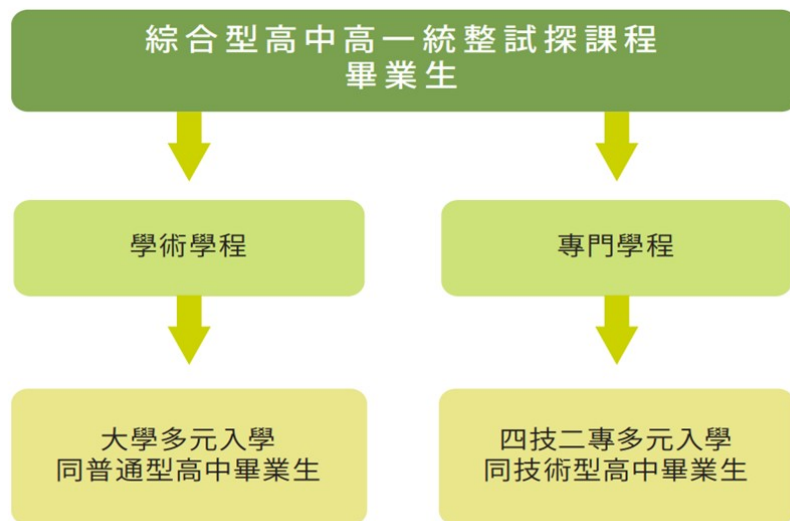 綜合型高中高一統整試探課程
畢業生
學術學程
專門學程
大學多元入學
同普通型高中畢業生
四技二專多元入學
同技術型高中畢業生